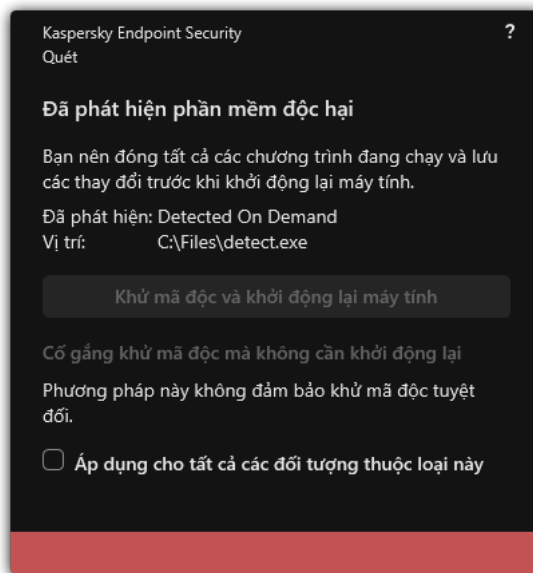 Kaspersky Endpoint Security
?
Quét
Đã phát hiện phần mềm độc hại
Bạn nên đóng tất cả các chương trình đang chạy và lưu
các thay đổi trước khi khởi động lại máy tính.
Đã phát hiện: Detected On Demand
Vị trí: C:\Files\detect.exe
Khử mã độc và khởi động lại máy tính
Cố gắng khử mã độc mà không cần khởi động lại
Phương pháp này không đảm bảo khử mã độc tuyệt
đối.
Áp dụng cho tất cả các đối tượng thuộc loại này